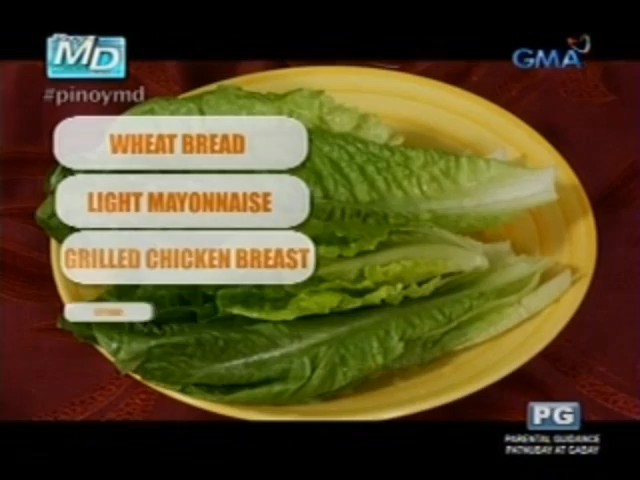 MD
GMA
#pinoymd
WHEAT BREAD
LIGHT MAYONNAISE
GRILLED CHICKEN BREAST
PG
PARENTAL GUIDANCE
PATNUBAY AT GABAY